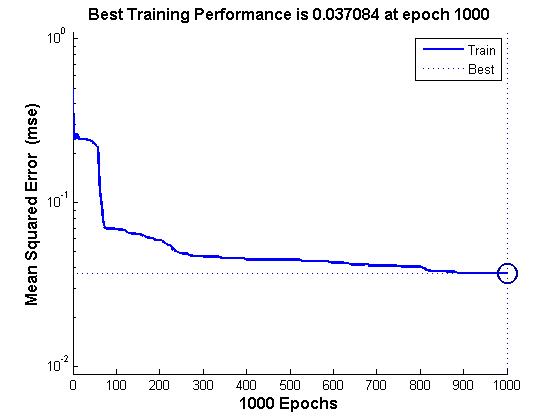 Best Training Performance is 0.037084 at epoch 1000
Train
Best
Mean Squared Error (mse)
10^0
10^-1
10^-2
0 100 200 300 400 500 600 700 800 900 1000
1000 Epochs